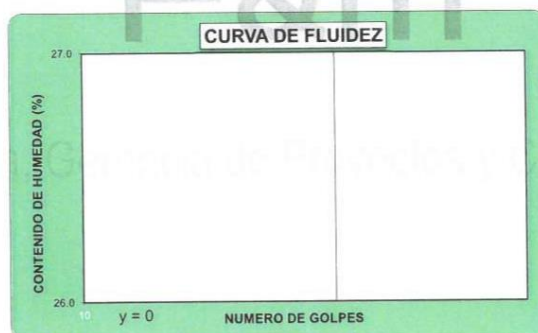 CURVA DE FLUIDEZ
27.0
CONTENIDO DE HUMEDAD (%)
26.0
10
y = 0
NUMERO DE GOLPES